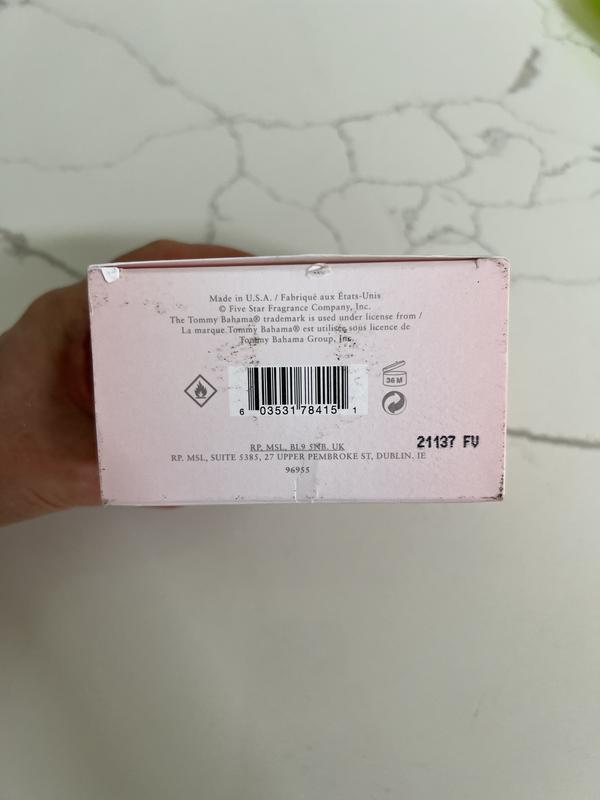 Made in U.S.A. / Fabriqué aux États-Unis
© Five Star Fragrance Company, Inc.
The Tommy Bahama® trademark is used under license from /
La marque Tommy Bahama® est utilisée sous licence de
Tommy Bahama Group, Inc.
36 M
6 03531 78415 1
21137 FV
RP, MSL, BL9 5NB. UK
RP, MSL, SUITE 5385, 27 UPPER PEMBROKE ST, DUBLIN. IE
96955